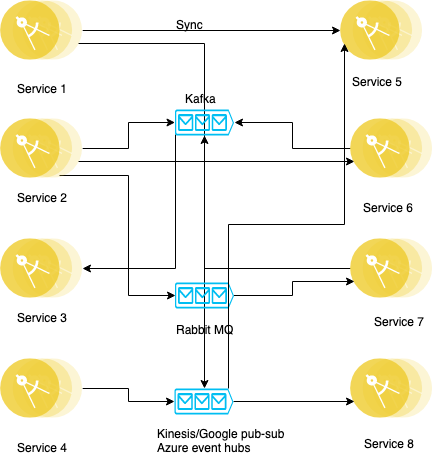 Sync
Service 1
Service 5
Kafka
Service 2
Service 6
Service 3
Service 7
Rabbit MQ
Kinesis/Google pub-sub
Azure event hubs
Service 4
Service 8